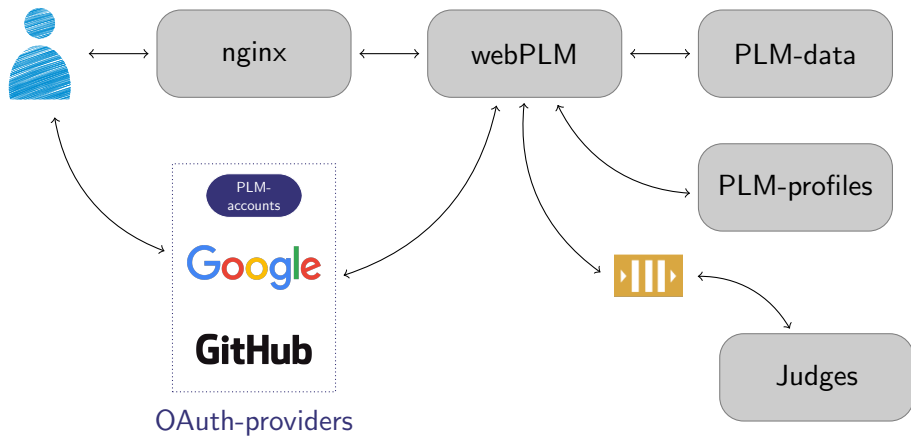 nginx
webPLM
PLM-data
PLM-profiles
PLM-
accounts
Google
GitHub
OAuth-providers
Judges